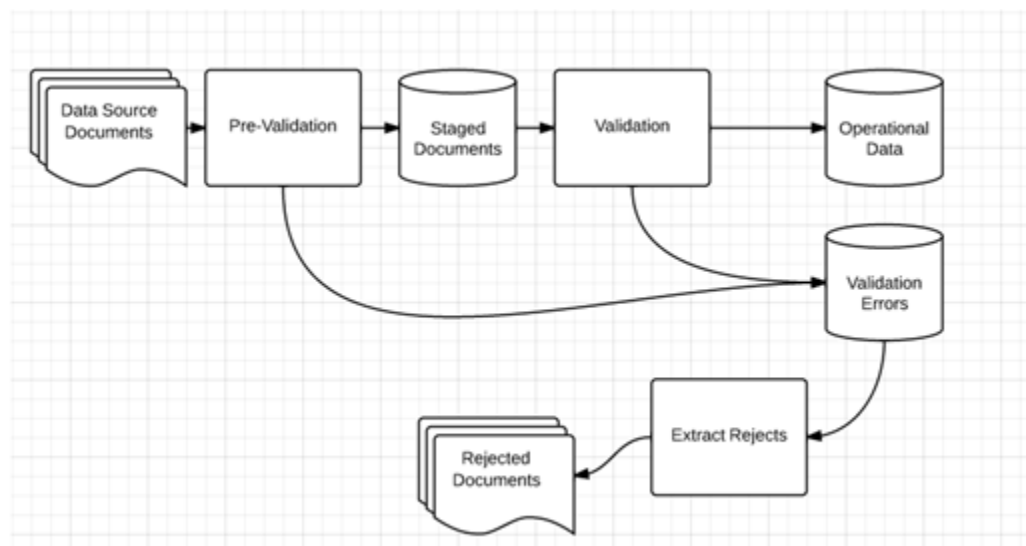 Data Source
Documents
Pre-Validation
Staged
Documents
Validation
Operational
Data
Validation
Errors
Extract Rejects
Rejected
Documents